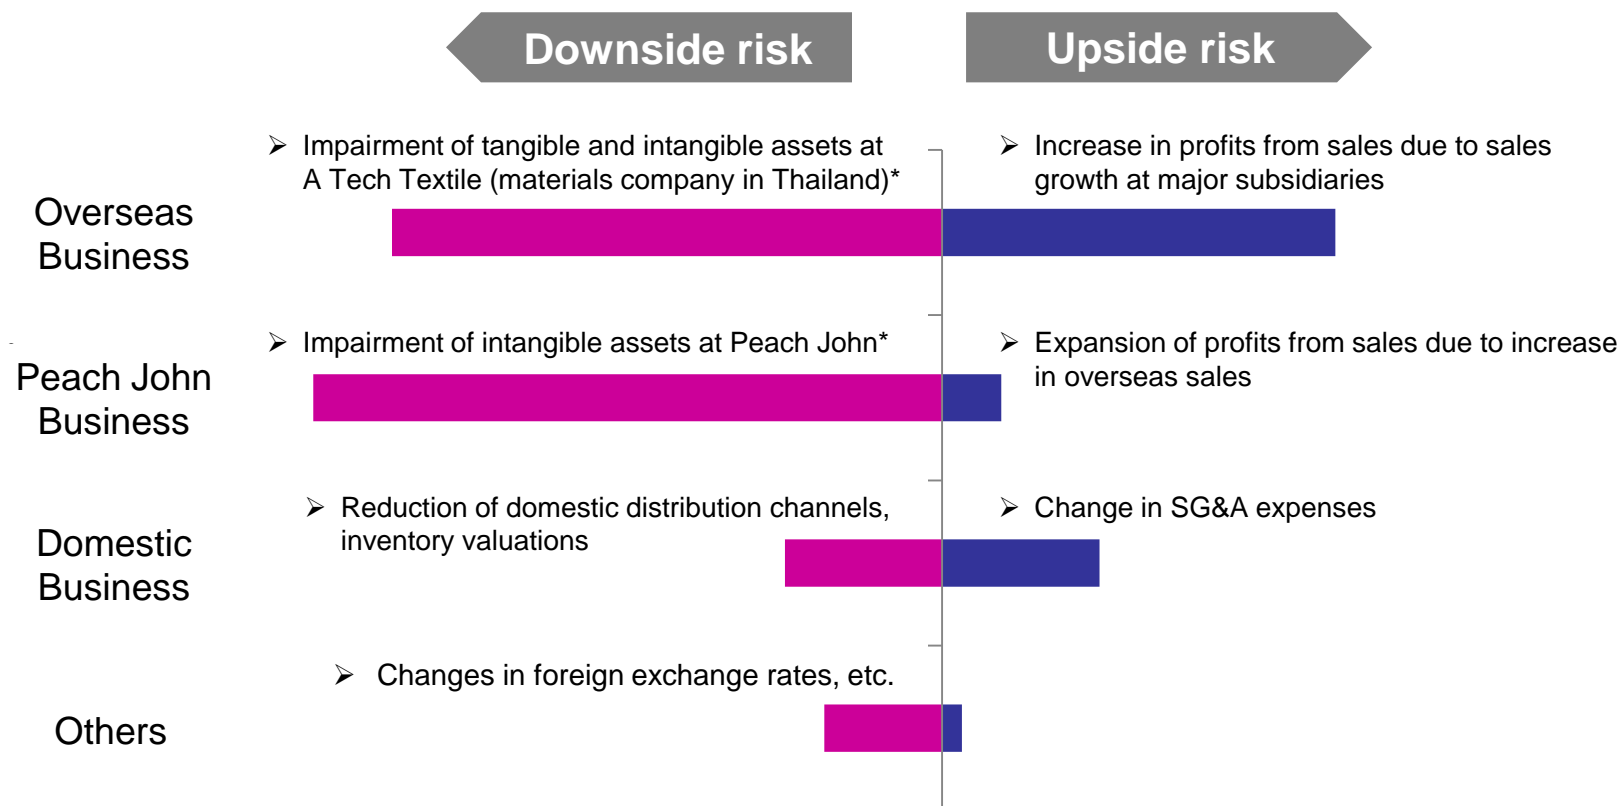 Downside risk
Upside risk
➢ Impairment of tangible and intangible assets at
A Tech Textile (materials company in Thailand)*
➢ Increase in profits from sales due to sales
growth at major subsidiaries
Overseas
Business
➢ Impairment of intangible assets at Peach John*
➢ Expansion of profits from sales due to increase
in overseas sales
Peach John
Business
➢ Reduction of domestic distribution channels,
inventory valuations
➢ Change in SG&A expenses
Domestic
Business
➢ Changes in foreign exchange rates, etc.
Others